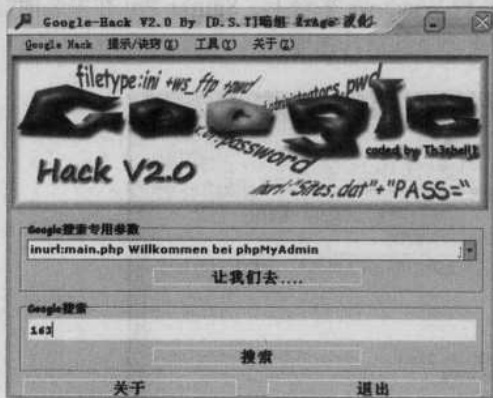 Google-Hack V2.0 By [D.S.T]暗组
Google Hack 提示/诀窍(I) 工具(X) 关于(Z)
filetype:ini +ws_ftp +pwd
administrators.pwd
password
Google
coded by Th3shell1
Hack V2.0
inurl:"Sites.dat"+"PASS="
Google搜索专用参数
inurl:main.php Willkommen bei phpMyAdmin
让我们去....
Google搜索
163
搜索
关于 退出